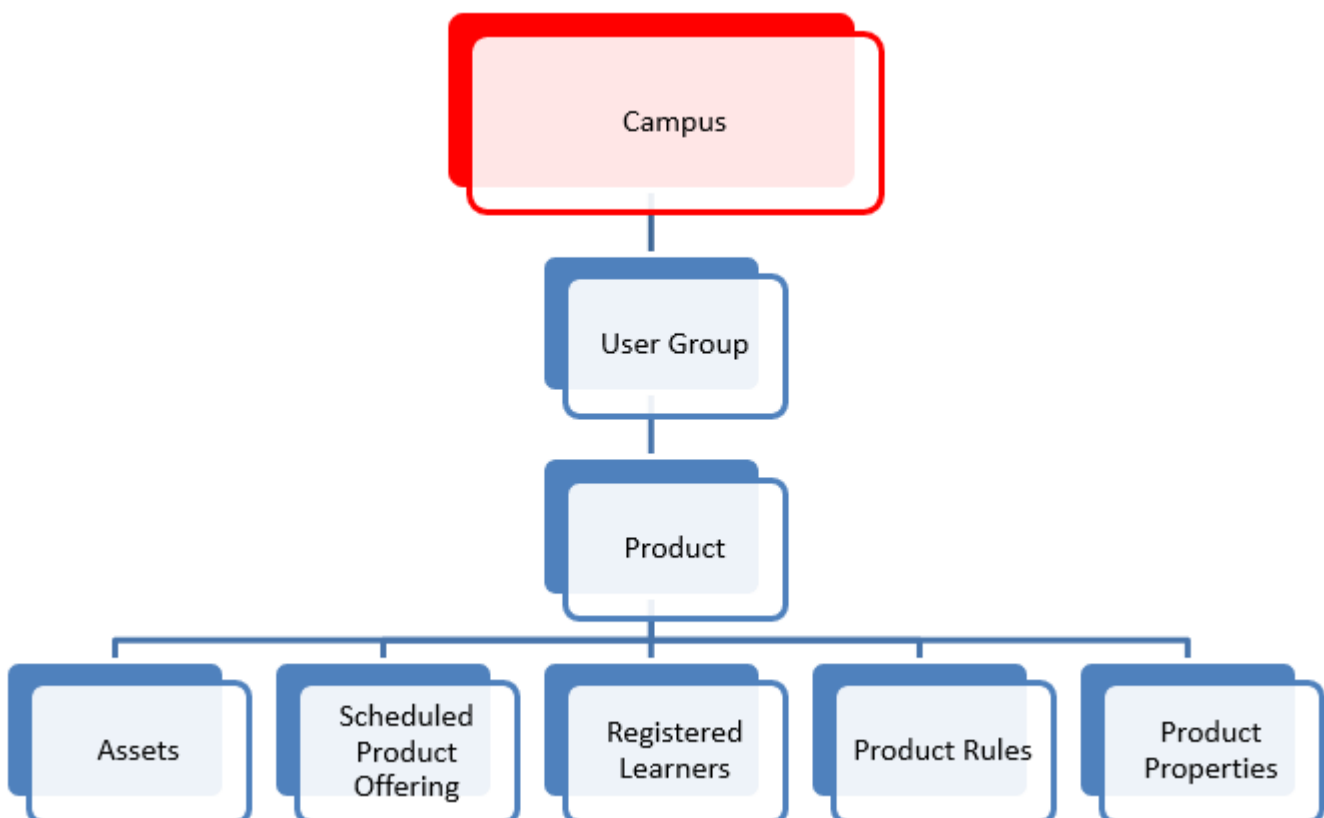 Campus
User Group
Product
Assets
Scheduled
Product
Offering
Registered
Learners
Product Rules
Product
Properties